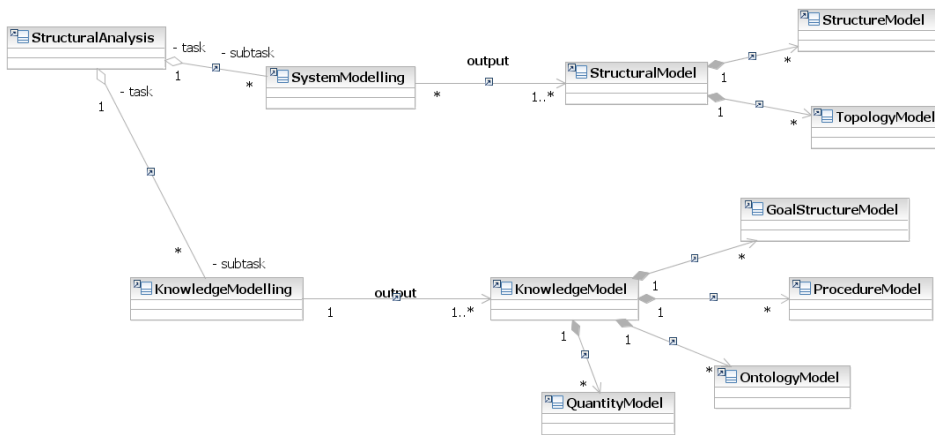 StructureModel
StructuralAnalysis
- task
- subtask
output
1
*
1
SystemModelling
StructuralModel
- task
1
*
*
1..*
1
TopologyModel
*
GoalStructureModel
*
- subtask
*
KnowledgeModelling
output
KnowledgeModel
1
ProcedureModel
1
1..*
1
*
1
1
*
OntologyModel
*
QuantityModel